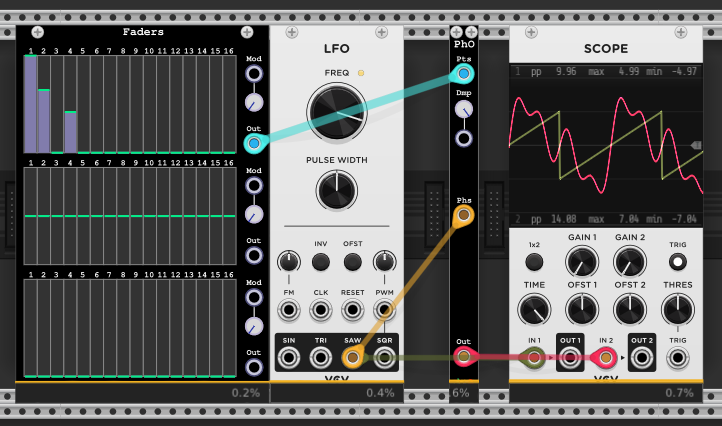 Faders
1 2 3 4 5 6 7 8 9 10 11 12 13 14 15 16
Mod
Out
1 2 3 4 5 6 7 8 9 10 11 12 13 14 15 16
Mod
Out
1 2 3 4 5 6 7 8 9 10 11 12 13 14 15 16
Mod
Out
0.2%
LFO
FREQ
PULSE WIDTH
INV OFST
FM CLK RESET PWM
SIN TRI SAW SQR
0.4%
PhO
Pts
Dmp
Phs
Out
6%
SCOPE
1 pp 9.96 max 4.99 min -4.97
2 pp 14.08 max 7.04 min -7.04
1x2 GAIN 1 GAIN 2 TRIG
TIME OFST 1 OFST 2 THRES
TRIG
IN 1 OUT 1 IN 2 OUT 2
0.7%